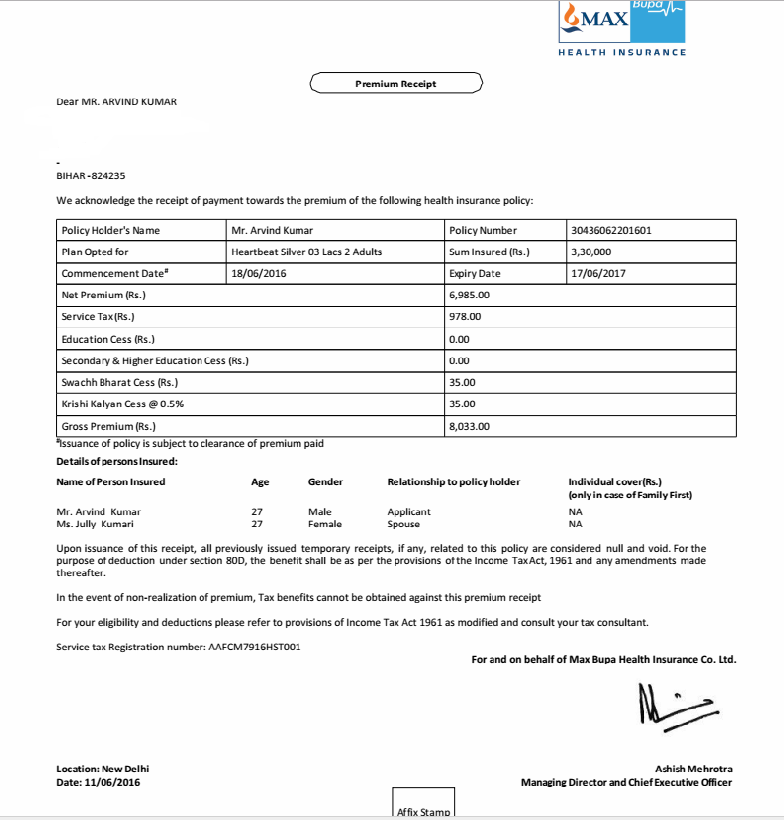 MAX Bupa
HEALTH INSURANCE
Premium Receipt
Dear MR. ARVIND KUMAR
-
BIHAR -824235
We acknowledge the receipt of payment towards the premium of the following health insurance policy:
Policy Holder's Name Mr. Arvind Kumar Policy Number 30436062201601
Plan Opted for Heartbeat Silver 03 Lacs 2 Adults Sum Insured (Rs.) 3,30,000
Commencement Date# 18/06/2016 Expiry Date 17/06/2017
Net Premium (Rs.) 6,985.00
Service Tax(Rs.) 978.00
Education Cess (Rs.) 0.00
Secondary & Higher Education Cess (Rs.) 0.00
Swachh Bharat Cess (Rs.) 35.00
Krishi Kalyan Cess @ 0.5% 35.00
Gross Premium (Rs.) 8,033.00
#Issuance of policy is subject to clearance of premium paid
Details of persons Insured:
Name of Person Insured Age Gender Relationship to policy holder Individual cover(Rs.)
(only in case of Family First)
Mr. Arvind Kumar 27 Male Applicant NA
Ms. Jully Kumari 27 Female Spouse NA
Upon issuance of this receipt, all previously issued temporary receipts, if any, related to this policy are considered null and void. For the
purpose of deduction under section 80D, the benefit shall be as per the provisions of the Income Tax Act, 1961 and any amendments made
thereafter.
In the event of non-realization of premium, Tax benefits cannot be obtained against this premium receipt
For your eligibility and deductions please refer to provisions of Income Tax Act 1961 as modified and consult your tax consultant.
Service tax Registration number: AAFCM7916HST001
For and on behalf of Max Bupa Health Insurance Co. Ltd.
Location: New Delhi Ashish Mehrotra
Date: 11/06/2016 Managing Director and Chief Executive Officer
Affix Stamp